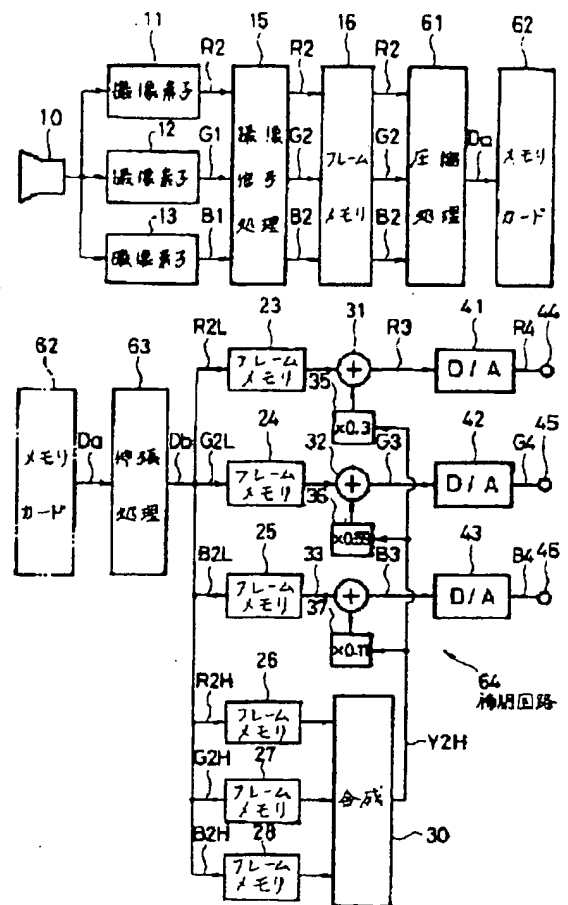 11 15 16 61 62
R2 R2 R2
撮像素子
10
12 G1 G2 G2 Da
撮像素子
13 B1 B2 B2
撮像素子
撮像信号処理
フレームメモリ
圧縮処理
メモリカード
62 63
23 31 41 44
R2L フレームメモリ + R3 D/A R4
35 ×0.3
24 32 42 45
メモリカード Da 伸張処理 Db G2L フレームメモリ + G3 D/A G4
36 ×0.59
25 33 43 46
B2L フレームメモリ + B3 D/A B4
37 ×0.11
64
補間回路
26
R2H フレームメモリ
Y2H
27
G2H フレームメモリ
合成
28
B2H フレームメモリ
30